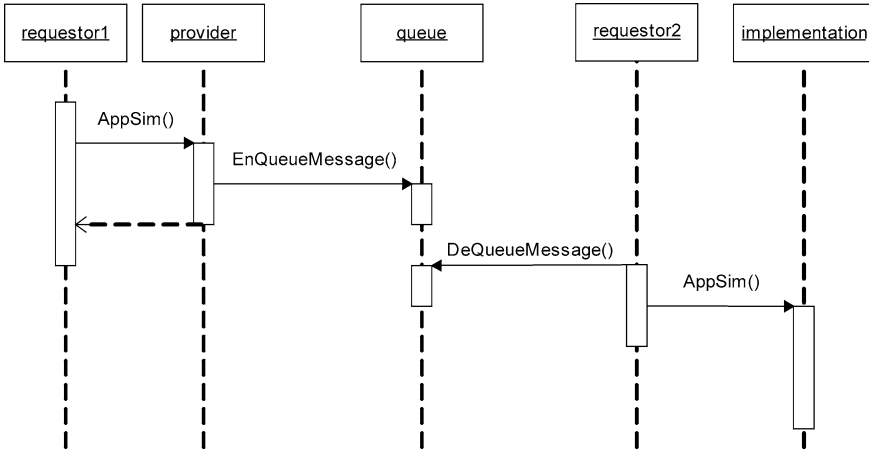 requestor1
provider
queue
requestor2
implementation
AppSim()
EnQueueMessage()
DeQueueMessage()
AppSim()